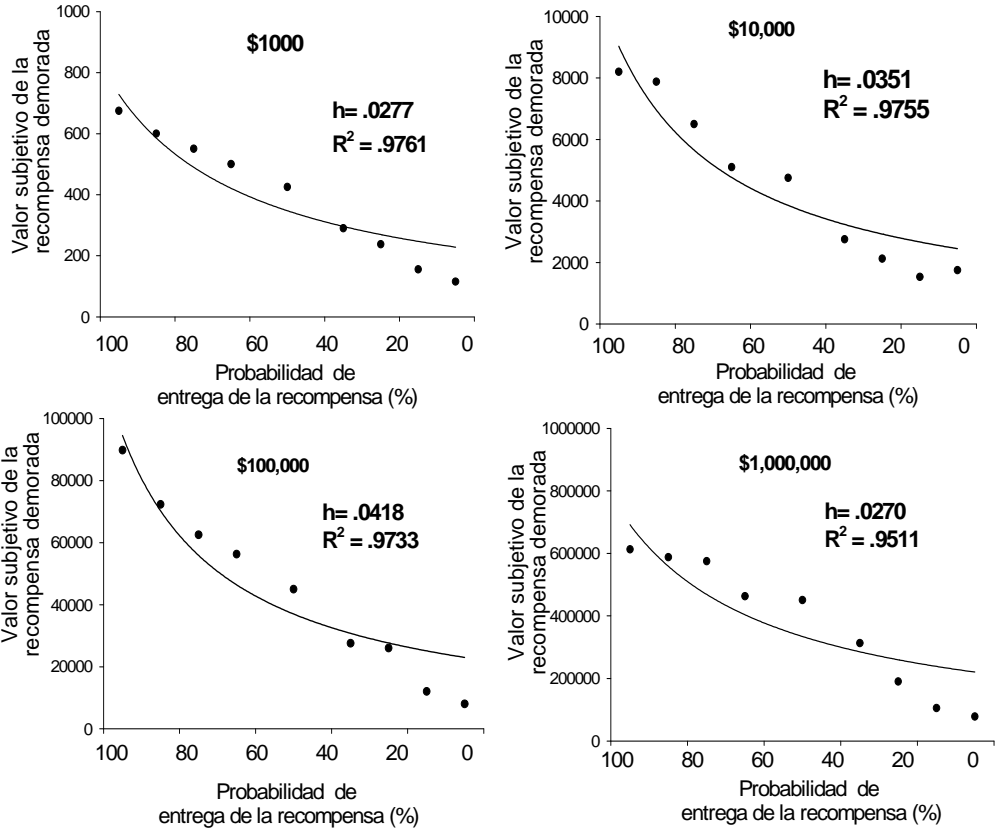 $1000
h= .0277
R² = .9761
Valor subjetivo de la
recompensa demorada
1000
800
600
400
200
0
100 80 60 40 20 0
Probabilidad de
entrega de la recompensa (%)
$10,000
h= .0351
R² = .9755
Valor subjetivo de la
recompensa demorada
10000
8000
6000
4000
2000
0
100 80 60 40 20 0
Probabilidad de
entrega de la recompensa (%)
$100,000
h= .0418
R² = .9733
Valor subjetivo de la
recompensa demorada
100000
80000
60000
40000
20000
0
100 80 60 40 20 0
Probabilidad de
entrega de la recompensa (%)
$1,000,000
h= .0270
R² = .9511
Valor subjetivo de la
recompensa demorada
1000000
800000
600000
400000
200000
0
100 80 60 40 20 0
Probabilidad de
entrega de la recompensa (%)